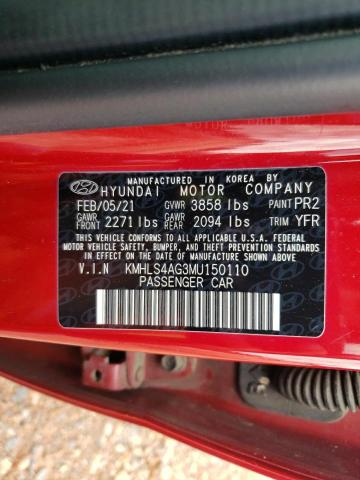 MANUFACTURED IN KOREA BY
HYUNDAI MOTOR COMPANY
FEB/05/21 GVWR 3858 lbs PAINT PR2
GAWR FRONT 2271 lbs GAWR REAR 2094 lbs TRIM YFR
THIS VEHICLE CONFORMS TO ALL APPLICABLE U.S.A. FEDERAL
MOTOR VEHICLE SAFETY, BUMPER, AND THEFT PREVENTION
STANDARDS IN EFFECT ON THE DATE OF MANUFACTURE SHOWN ABOVE.
V.I.N KMHLS4AG3MU150110
PASSENGER CAR